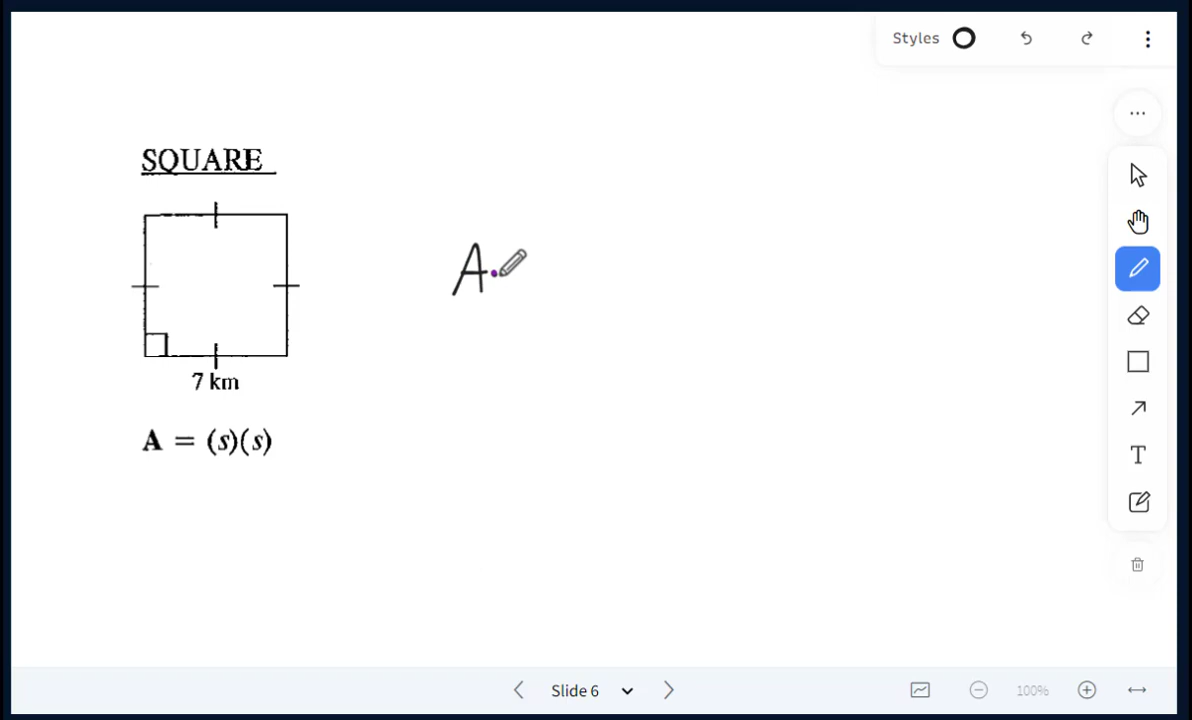 Styles
SQUARE
A
7 km
A = (s)(s)
T
Slide 6
100%